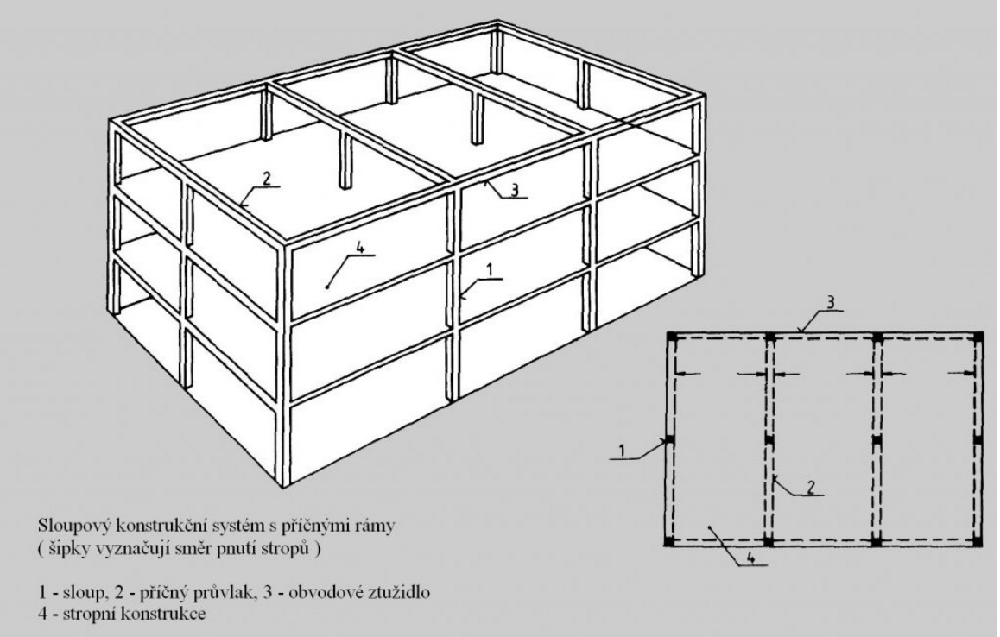 2
3
4
1
3
1
2
4
Sloupový konstrukční systém s příčnými rámy
( šipky vyznačují směr pnutí stropů )
1 - sloup, 2 - příčný průvlak, 3 - obvodové ztužidlo
4 - stropní konstrukce